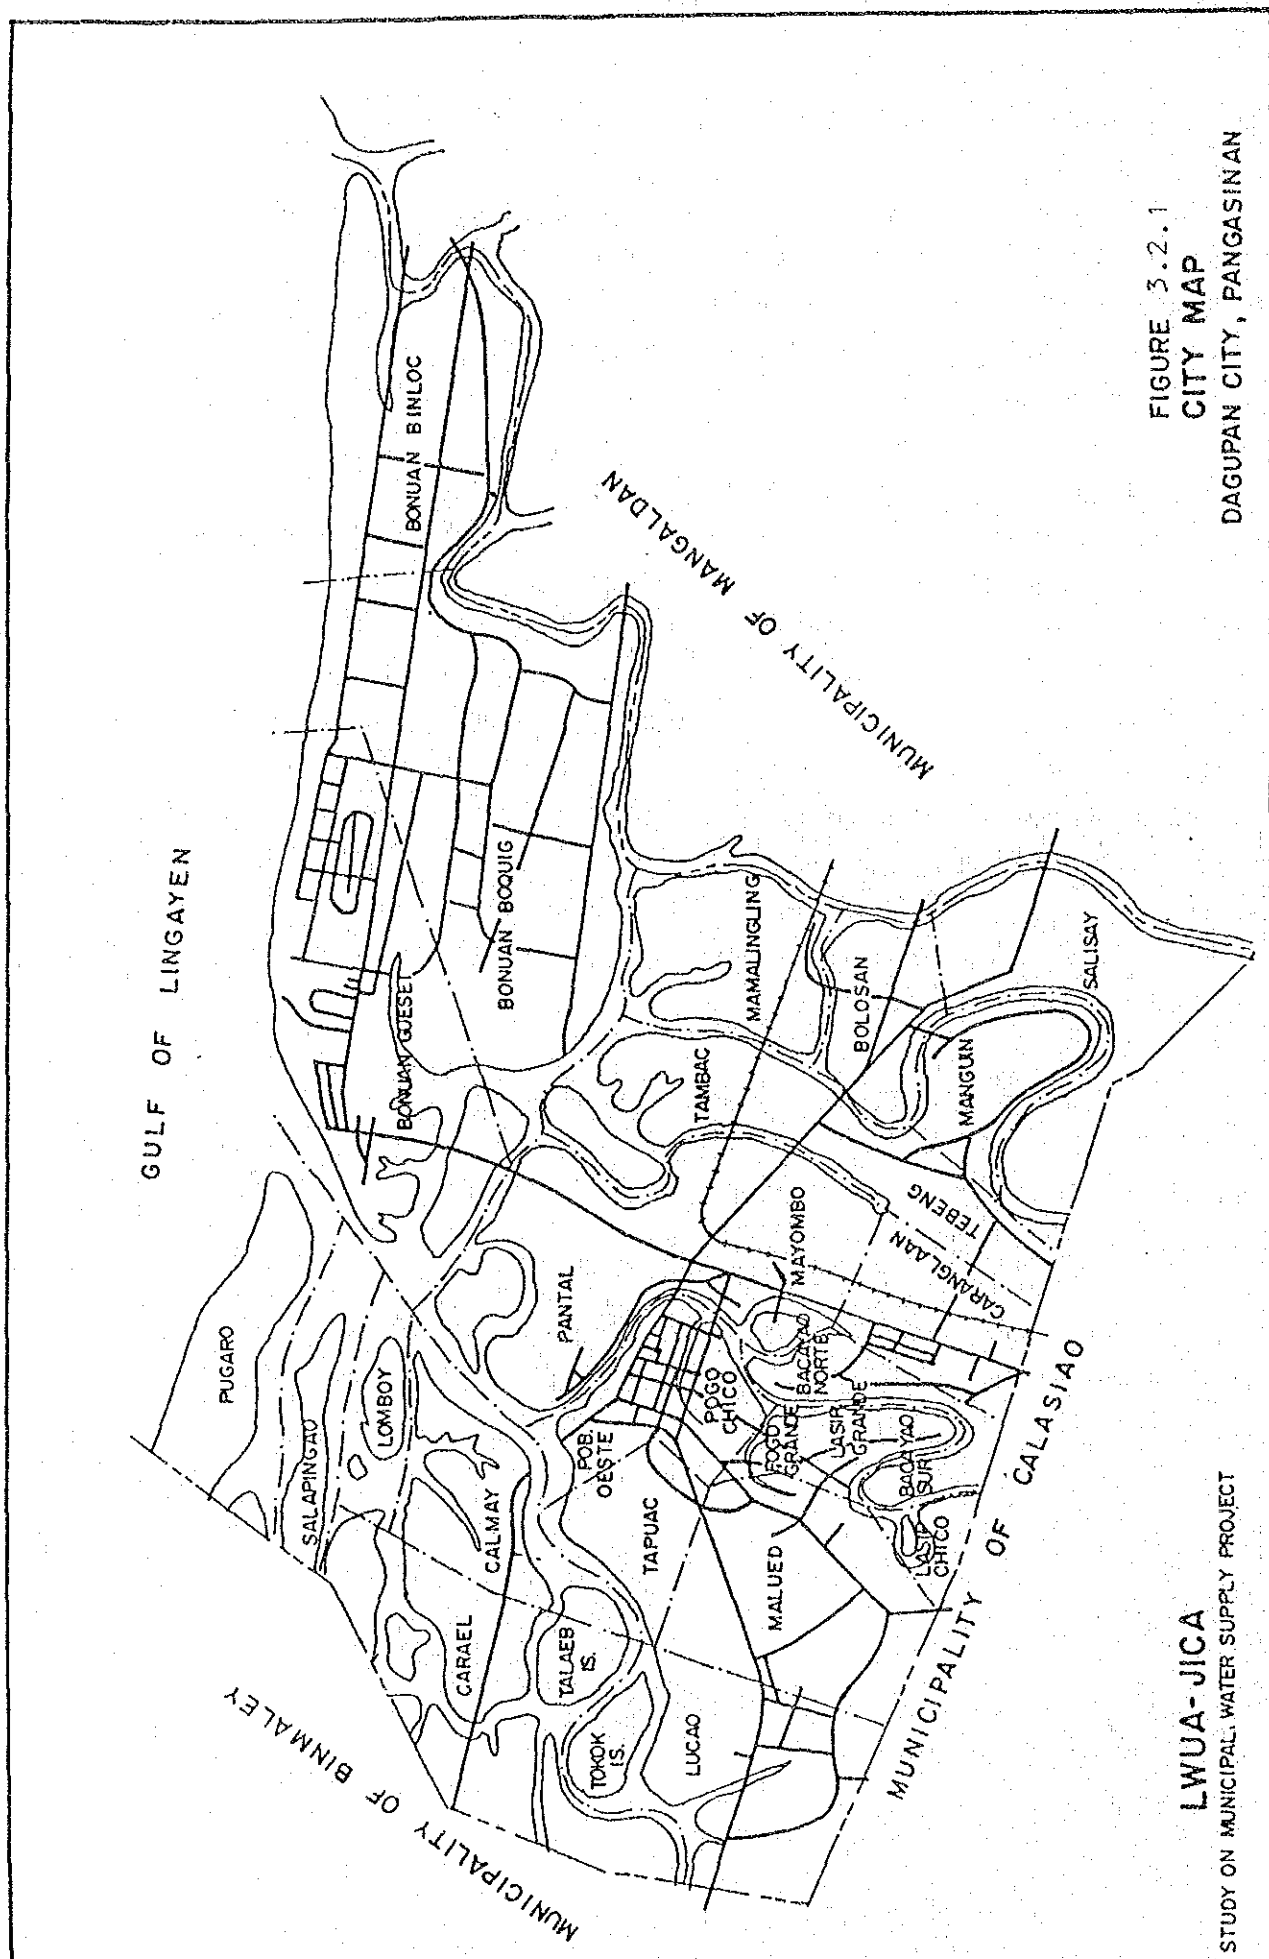 GULF OF LINGAYEN
PUGARO
SALAPINGAO
LOMBOY
BONUAN GUESET
BONUAN BOQUIG
BONUAN BINLOC
MUNICIPALITY OF BINMALEY
CARAEL
CALMAY
PANTAL
TALAEB
IS.
TOKOK
IS.
POB.
OESTE
TAPUAC
LUCAO
MALUED
POGO
CHICO
POGO
GRANDE
BACAYAO
NORTE
LASIP
GRANDE
BACAYAO
SUR
LASIP
CHICO
MAYOMBO
TAMBAC
MAMALINGLING
BOLOSAN
MANGUIN
SALISAY
TEBENG
CARANGLAAN
MUNICIPALITY OF MANGALDAN
MUNICIPALITY OF CALASIAO
LWUA-JICA
STUDY ON MUNICIPAL WATER SUPPLY PROJECT
FIGURE 3.2.1
CITY MAP
DAGUPAN CITY, PANGASINAN